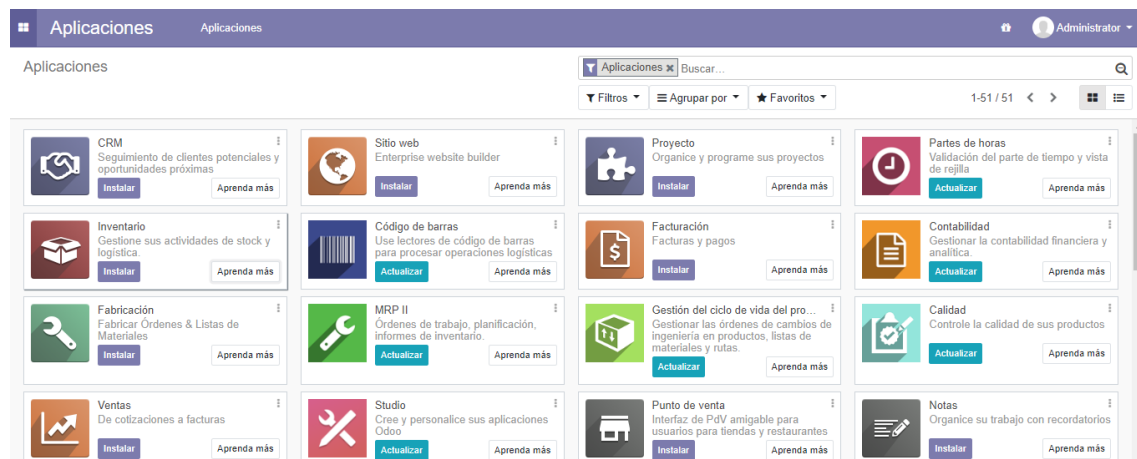 Aplicaciones Aplicaciones Administrator
Aplicaciones
Aplicaciones Buscar...
Filtros Agrupar por Favoritos 1-51 / 51
CRM
Seguimiento de clientes potenciales y
oportunidades próximas
Instalar Aprenda más
Sitio web
Enterprise website builder
Instalar Aprenda más
Proyecto
Organice y programe sus proyectos
Instalar Aprenda más
Partes de horas
Validación del parte de tiempo y vista
de rejilla
Actualizar Aprenda más
Inventario
Gestione sus actividades de stock y
logística.
Instalar Aprenda más
Código de barras
Use lectores de código de barras
para procesar operaciones logísticas
Actualizar Aprenda más
Facturación
Facturas y pagos
Instalar Aprenda más
Contabilidad
Gestionar la contabilidad financiera y
analítica.
Actualizar Aprenda más
Fabricación
Fabricar Órdenes & Listas de
Materiales
Instalar Aprenda más
MRP II
Órdenes de trabajo, planificación,
informes de inventario.
Actualizar Aprenda más
Gestión del ciclo de vida del pro...
Gestionar las órdenes de cambios de
ingeniería en productos, listas de
materiales y rutas.
Actualizar Aprenda más
Calidad
Controle la calidad de sus productos
Actualizar Aprenda más
Ventas
De cotizaciones a facturas
Instalar Aprenda más
Studio
Cree y personalice sus aplicaciones
Odoo
Actualizar Aprenda más
Punto de venta
Interfaz de PdV amigable para
usuarios para tiendas y restaurantes
Instalar Aprenda más
Notas
Organice su trabajo con recordatorios
Instalar Aprenda más